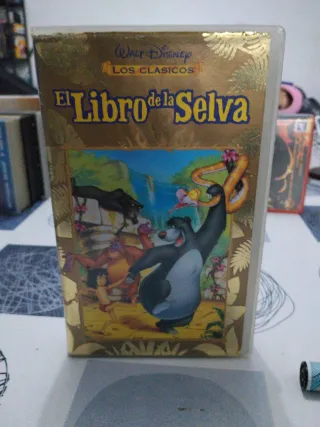 WALT DISNEY
LOS CLASICOS
El Libro de la Selva